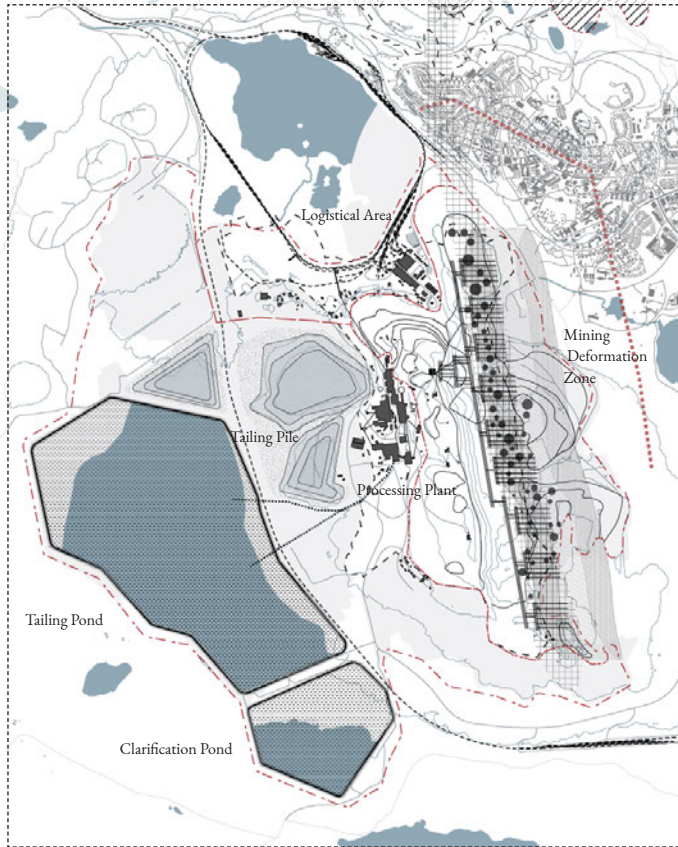 Logistical Area
Mining
Deformation
Zone
Tailing Pile
Processing Plant
Tailing Pond
Clarification Pond